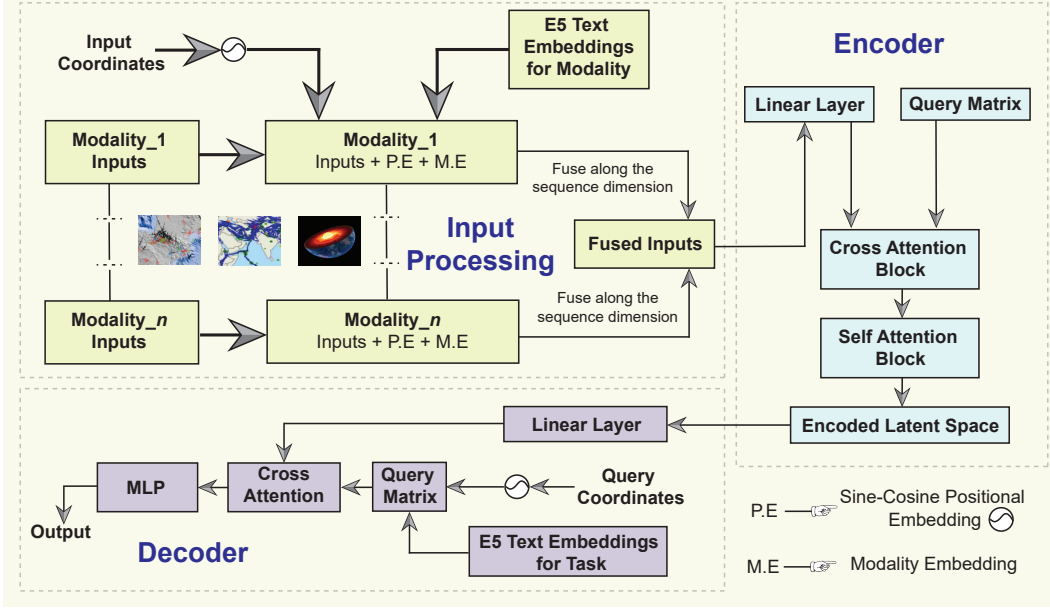 Input
Coordinates
E5 Text
Embeddings
for Modality
Modality_1
Inputs
Modality_1
Inputs + P.E + M.E
Fuse along the
sequence dimension
Input
Processing
Fused Inputs
Modality_n
Inputs
Modality_n
Inputs + P.E + M.E
Fuse along the
sequence dimension
Encoder
Linear Layer
Query Matrix
Cross Attention
Block
Self Attention
Block
Encoded Latent Space
Linear Layer
MLP
Cross
Attention
Query
Matrix
Query
Coordinates
Output
Decoder
E5 Text Embeddings
for Task
P.E
Sine-Cosine Positional
Embedding
M.E
Modality Embedding